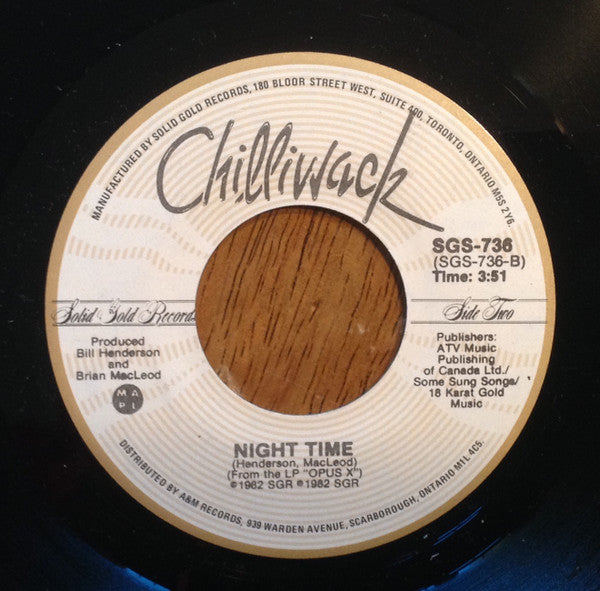 MANUFACTURED BY SOLID GOLD RECORDS, 180 BLOOR STREET WEST, SUITE 400, TORONTO, ONTARIO M5S 2Y6.
Chilliwack
SGS-736
(SGS-736-B)
Time: 3:51
Solid Gold Records
Side Two
Produced
Bill Henderson
and
Brian MacLeod
MA
PL
Publishers:
ATV Music
Publishing
of Canada Ltd./
Some Sung Songs/
18 Karat Gold
Music
NIGHT TIME
(Henderson, MacLeod)
(From the LP "OPUS X")
©1982 SGR ℗1982 SGR
DISTRIBUTED BY A&M RECORDS, 939 WARDEN AVENUE, SCARBOROUGH, ONTARIO M1L 4C5.